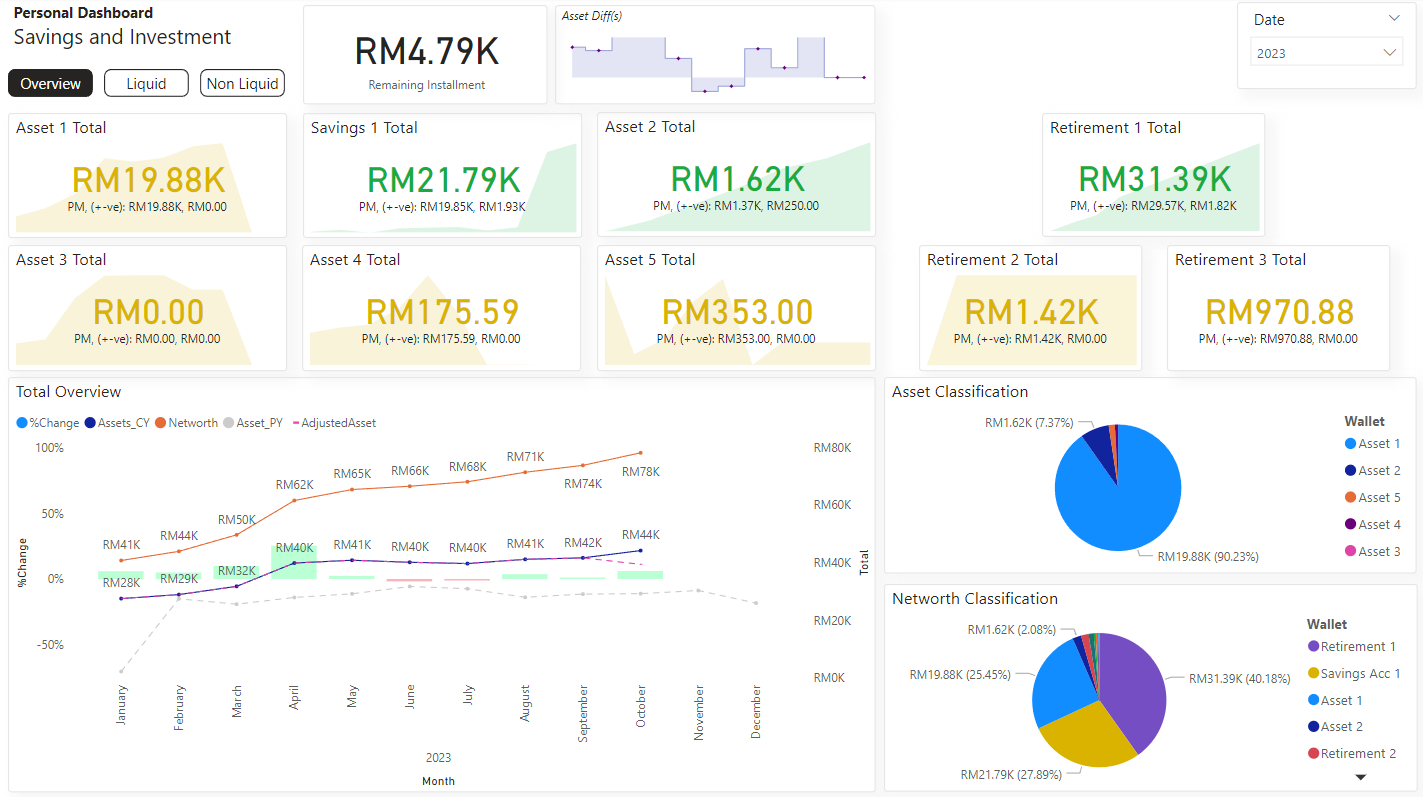 Personal Dashboard
Savings and Investment
Overview
Liquid
Non Liquid
RM4.79K
Remaining Installment
Asset Diff(s)
Date
2023
Asset 1 Total
RM19.88K
PM, (+-ve): RM19.88K, RM0.00
Savings 1 Total
RM21.79K
PM, (+-ve): RM19.85K, RM1.93K
Asset 2 Total
RM1.62K
PM, (+-ve): RM1.37K, RM250.00
Retirement 1 Total
RM31.39K
PM, (+-ve): RM29.57K, RM1.82K
Asset 3 Total
RM0.00
PM, (+-ve): RM0.00, RM0.00
Asset 4 Total
RM175.59
PM, (+-ve): RM175.59, RM0.00
Asset 5 Total
RM353.00
PM, (+-ve): RM353.00, RM0.00
Retirement 2 Total
RM1.42K
PM, (+-ve): RM1.42K, RM0.00
Retirement 3 Total
RM970.88
PM, (+-ve): RM970.88, RM0.00
Total Overview
%Change Assets_CY Networth Asset_PY AdjustedAsset
100%
50%
0%
-50%
%Change
RM41K
RM44K
RM50K
RM62K
RM65K
RM66K
RM68K
RM71K
RM74K
RM78K
RM28K
RM29K
RM32K
RM40K
RM41K
RM40K
RM40K
RM41K
RM42K
RM44K
RM80K
RM60K
RM40K
RM20K
RM0K
Total
January
February
March
April
May
June
July
August
September
October
November
December
2023
Month
Asset Classification
RM1.62K (7.37%)
RM19.88K (90.23%)
Wallet
Asset 1
Asset 2
Asset 5
Asset 4
Asset 3
Networth Classification
RM1.62K (2.08%)
RM19.88K (25.45%)
RM31.39K (40.18%)
RM21.79K (27.89%)
Wallet
Retirement 1
Savings Acc 1
Asset 1
Asset 2
Retirement 2